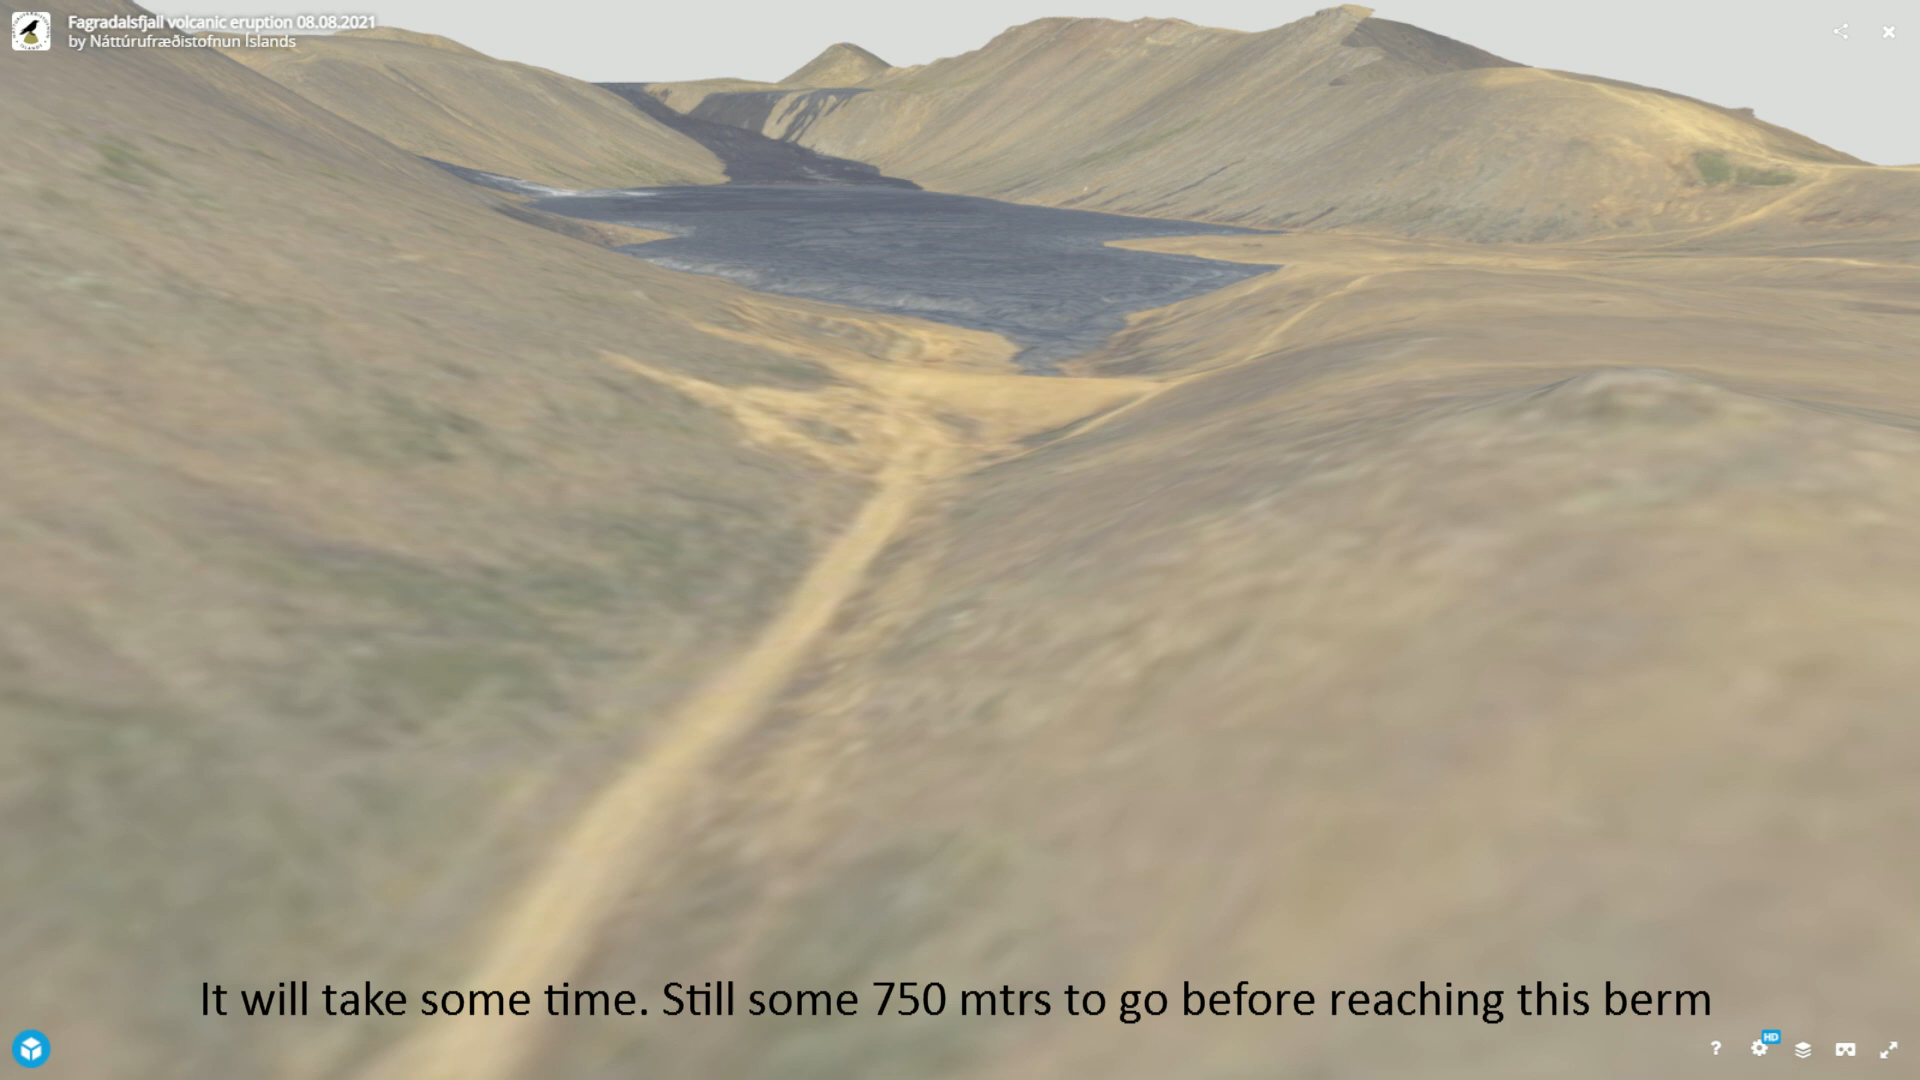 Fagradalsfjall volcanic eruption 08.08.2021
by Náttúrufræðistofnun Íslands
It will take some time. Still some 750 mtrs to go before reaching this berm
HD
?